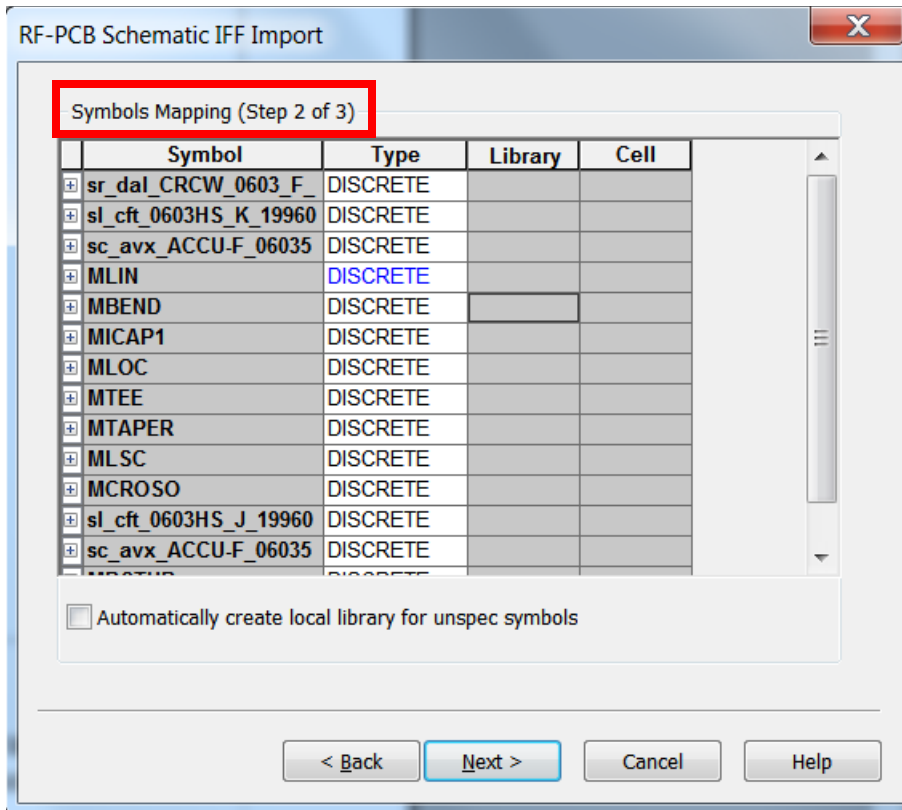 RF-PCB Schematic IFF Import
Symbols Mapping (Step 2 of 3)
Symbol Type Library Cell
sr_dal_CRCW_0603_F_ DISCRETE
sl_cft_0603HS_K_19960 DISCRETE
sc_avx_ACCU-F_06035 DISCRETE
MLIN DISCRETE
MBEND DISCRETE
MICAP1 DISCRETE
MLOC DISCRETE
MTEE DISCRETE
MTAPER DISCRETE
MLSC DISCRETE
MCROSO DISCRETE
sl_cft_0603HS_J_19960 DISCRETE
sc_avx_ACCU-F_06035 DISCRETE
Automatically create local library for unspec symbols
< Back Next > Cancel Help